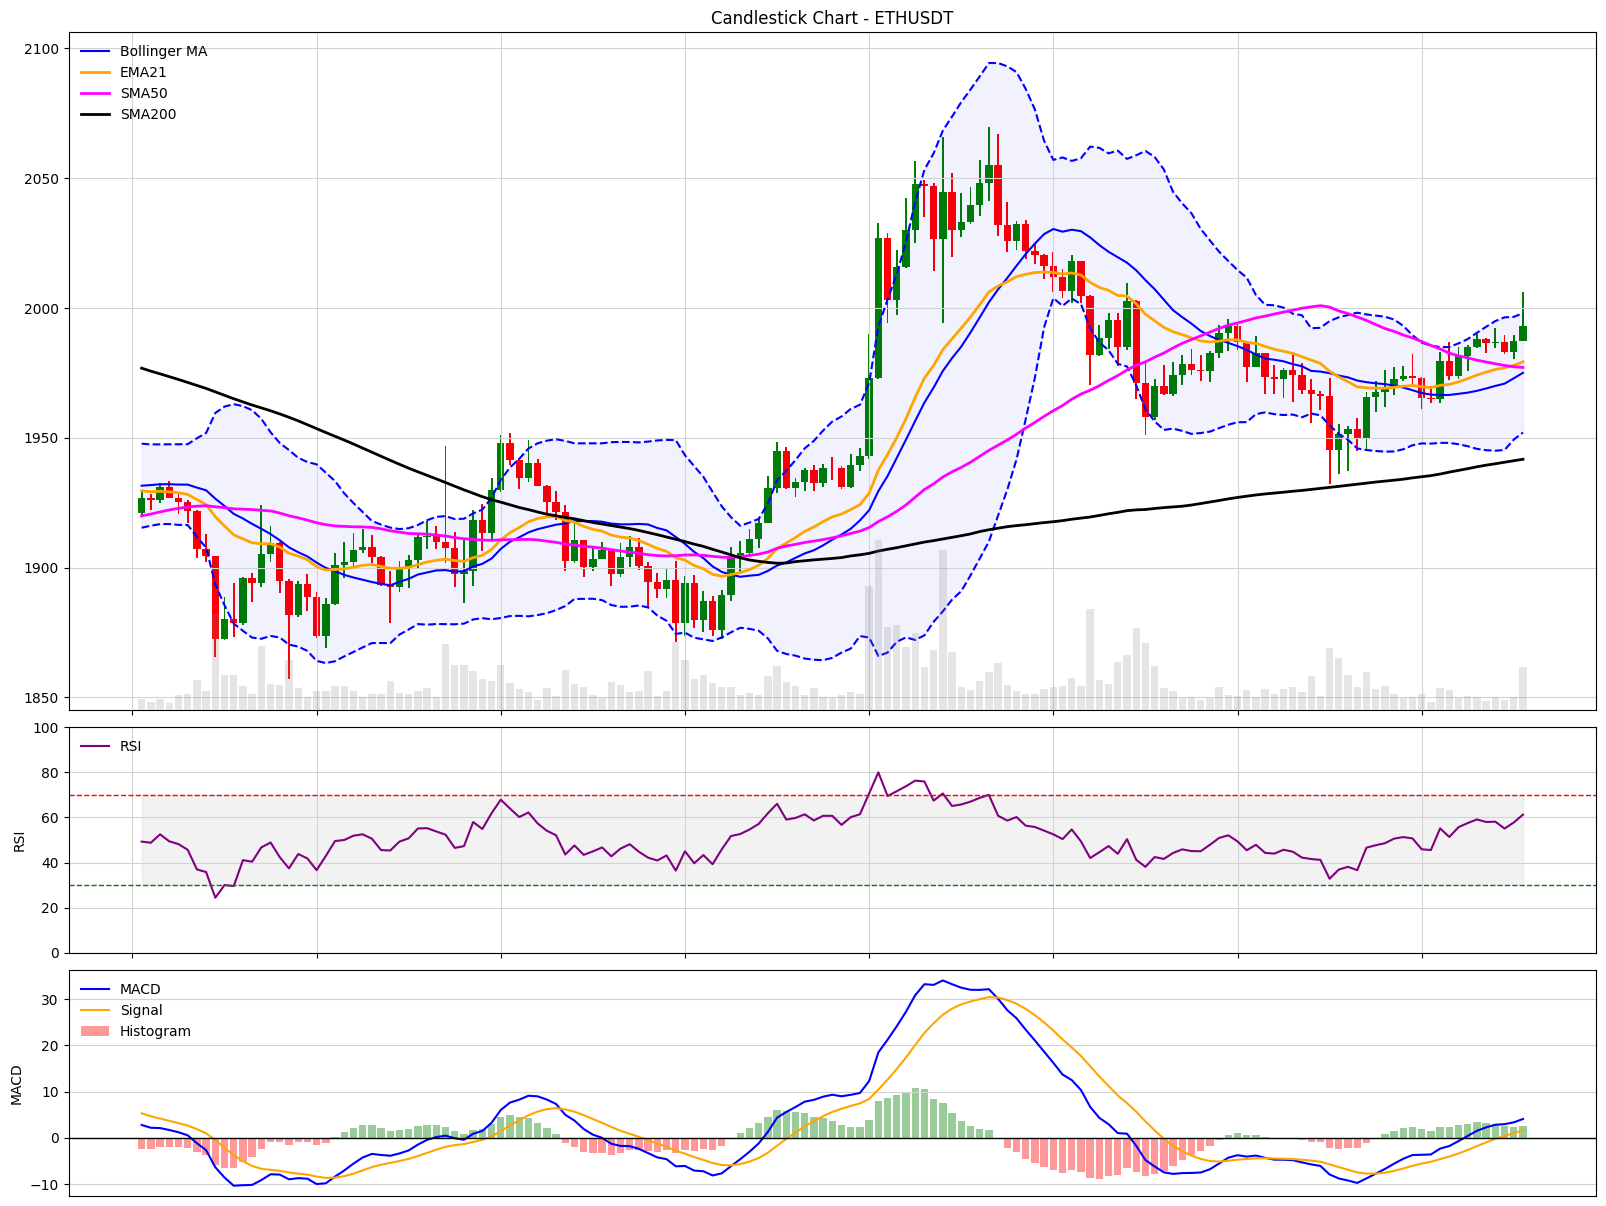 Candlestick Chart - ETHUSDT
2100
2050
2000
1950
1900
1850
Bollinger MA
EMA21
SMA50
SMA200
100
80
60
40
20
0
RSI
RSI
30
20
10
0
−10
MACD
MACD
Signal
Histogram